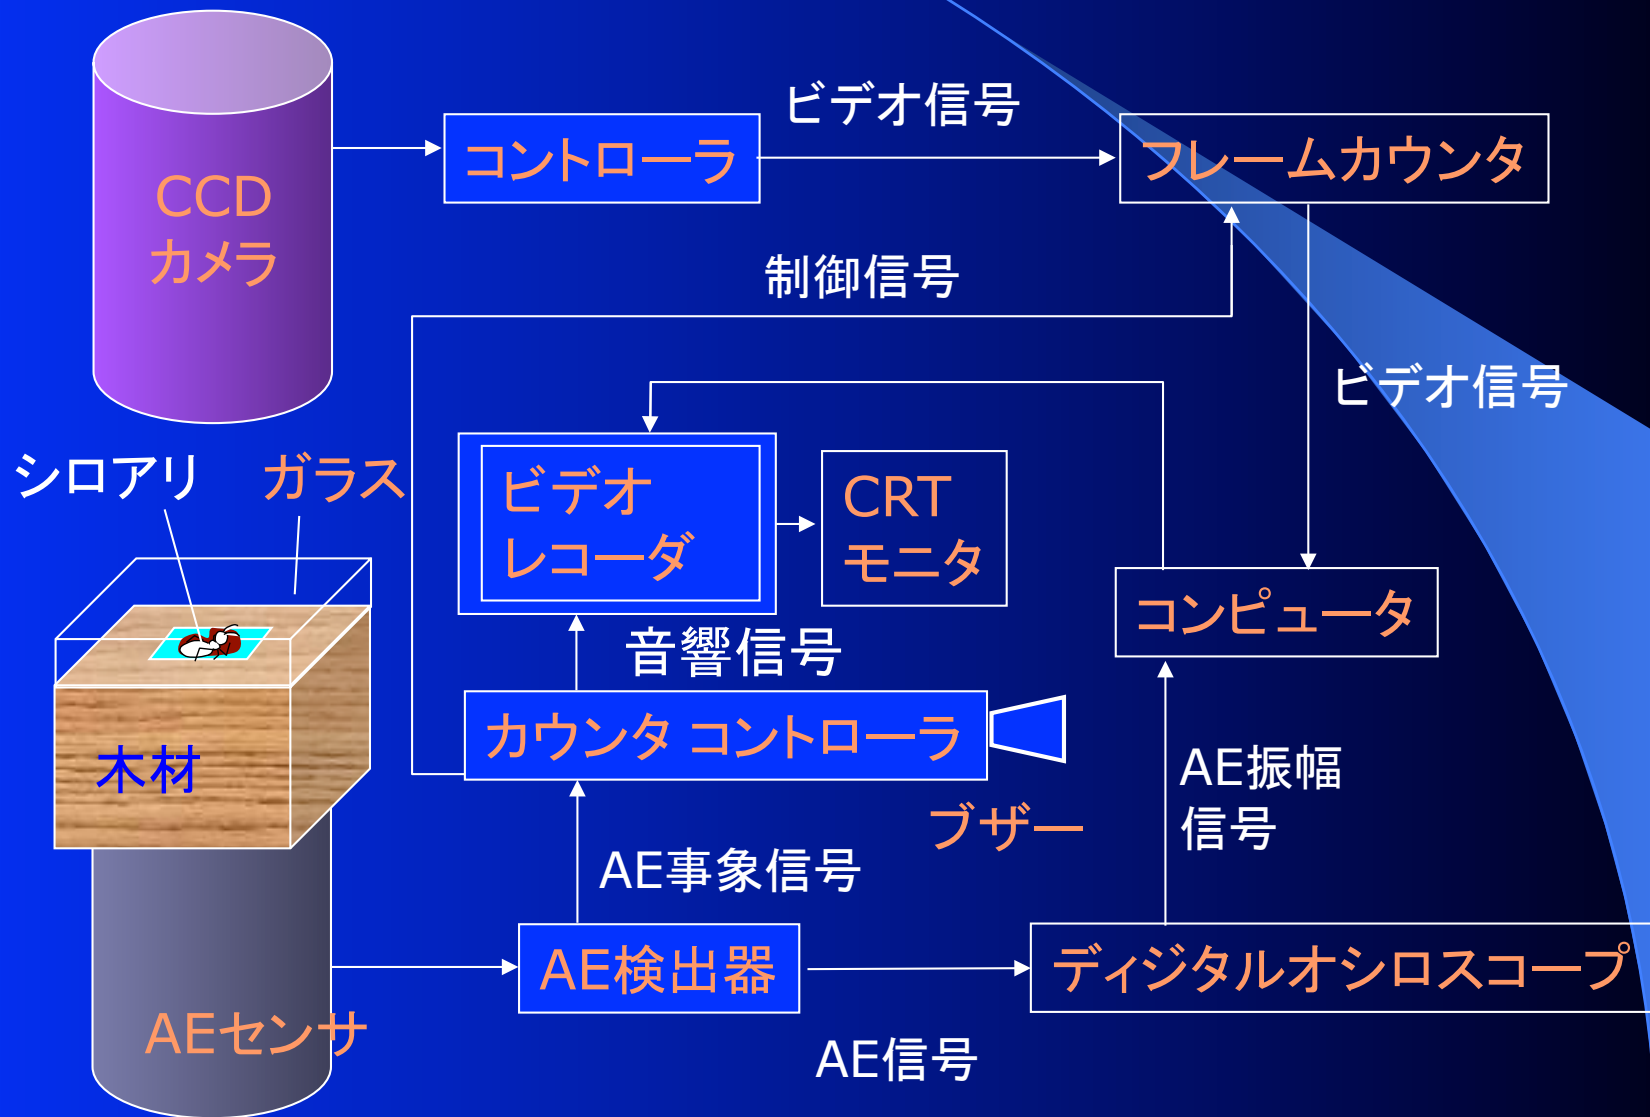 ビデオ信号
CCD
カメラ
コントローラ
フレームカウンタ
制御信号
ビデオ信号
シロアリ
ガラス
ビデオ
レコーダ
CRT
モニタ
コンピュータ
音響信号
カウンタ コントローラ
木材
AE振幅
信号
ブザー
AE事象信号
AE検出器
ディジタルオシロスコープ
AEセンサ
AE信号